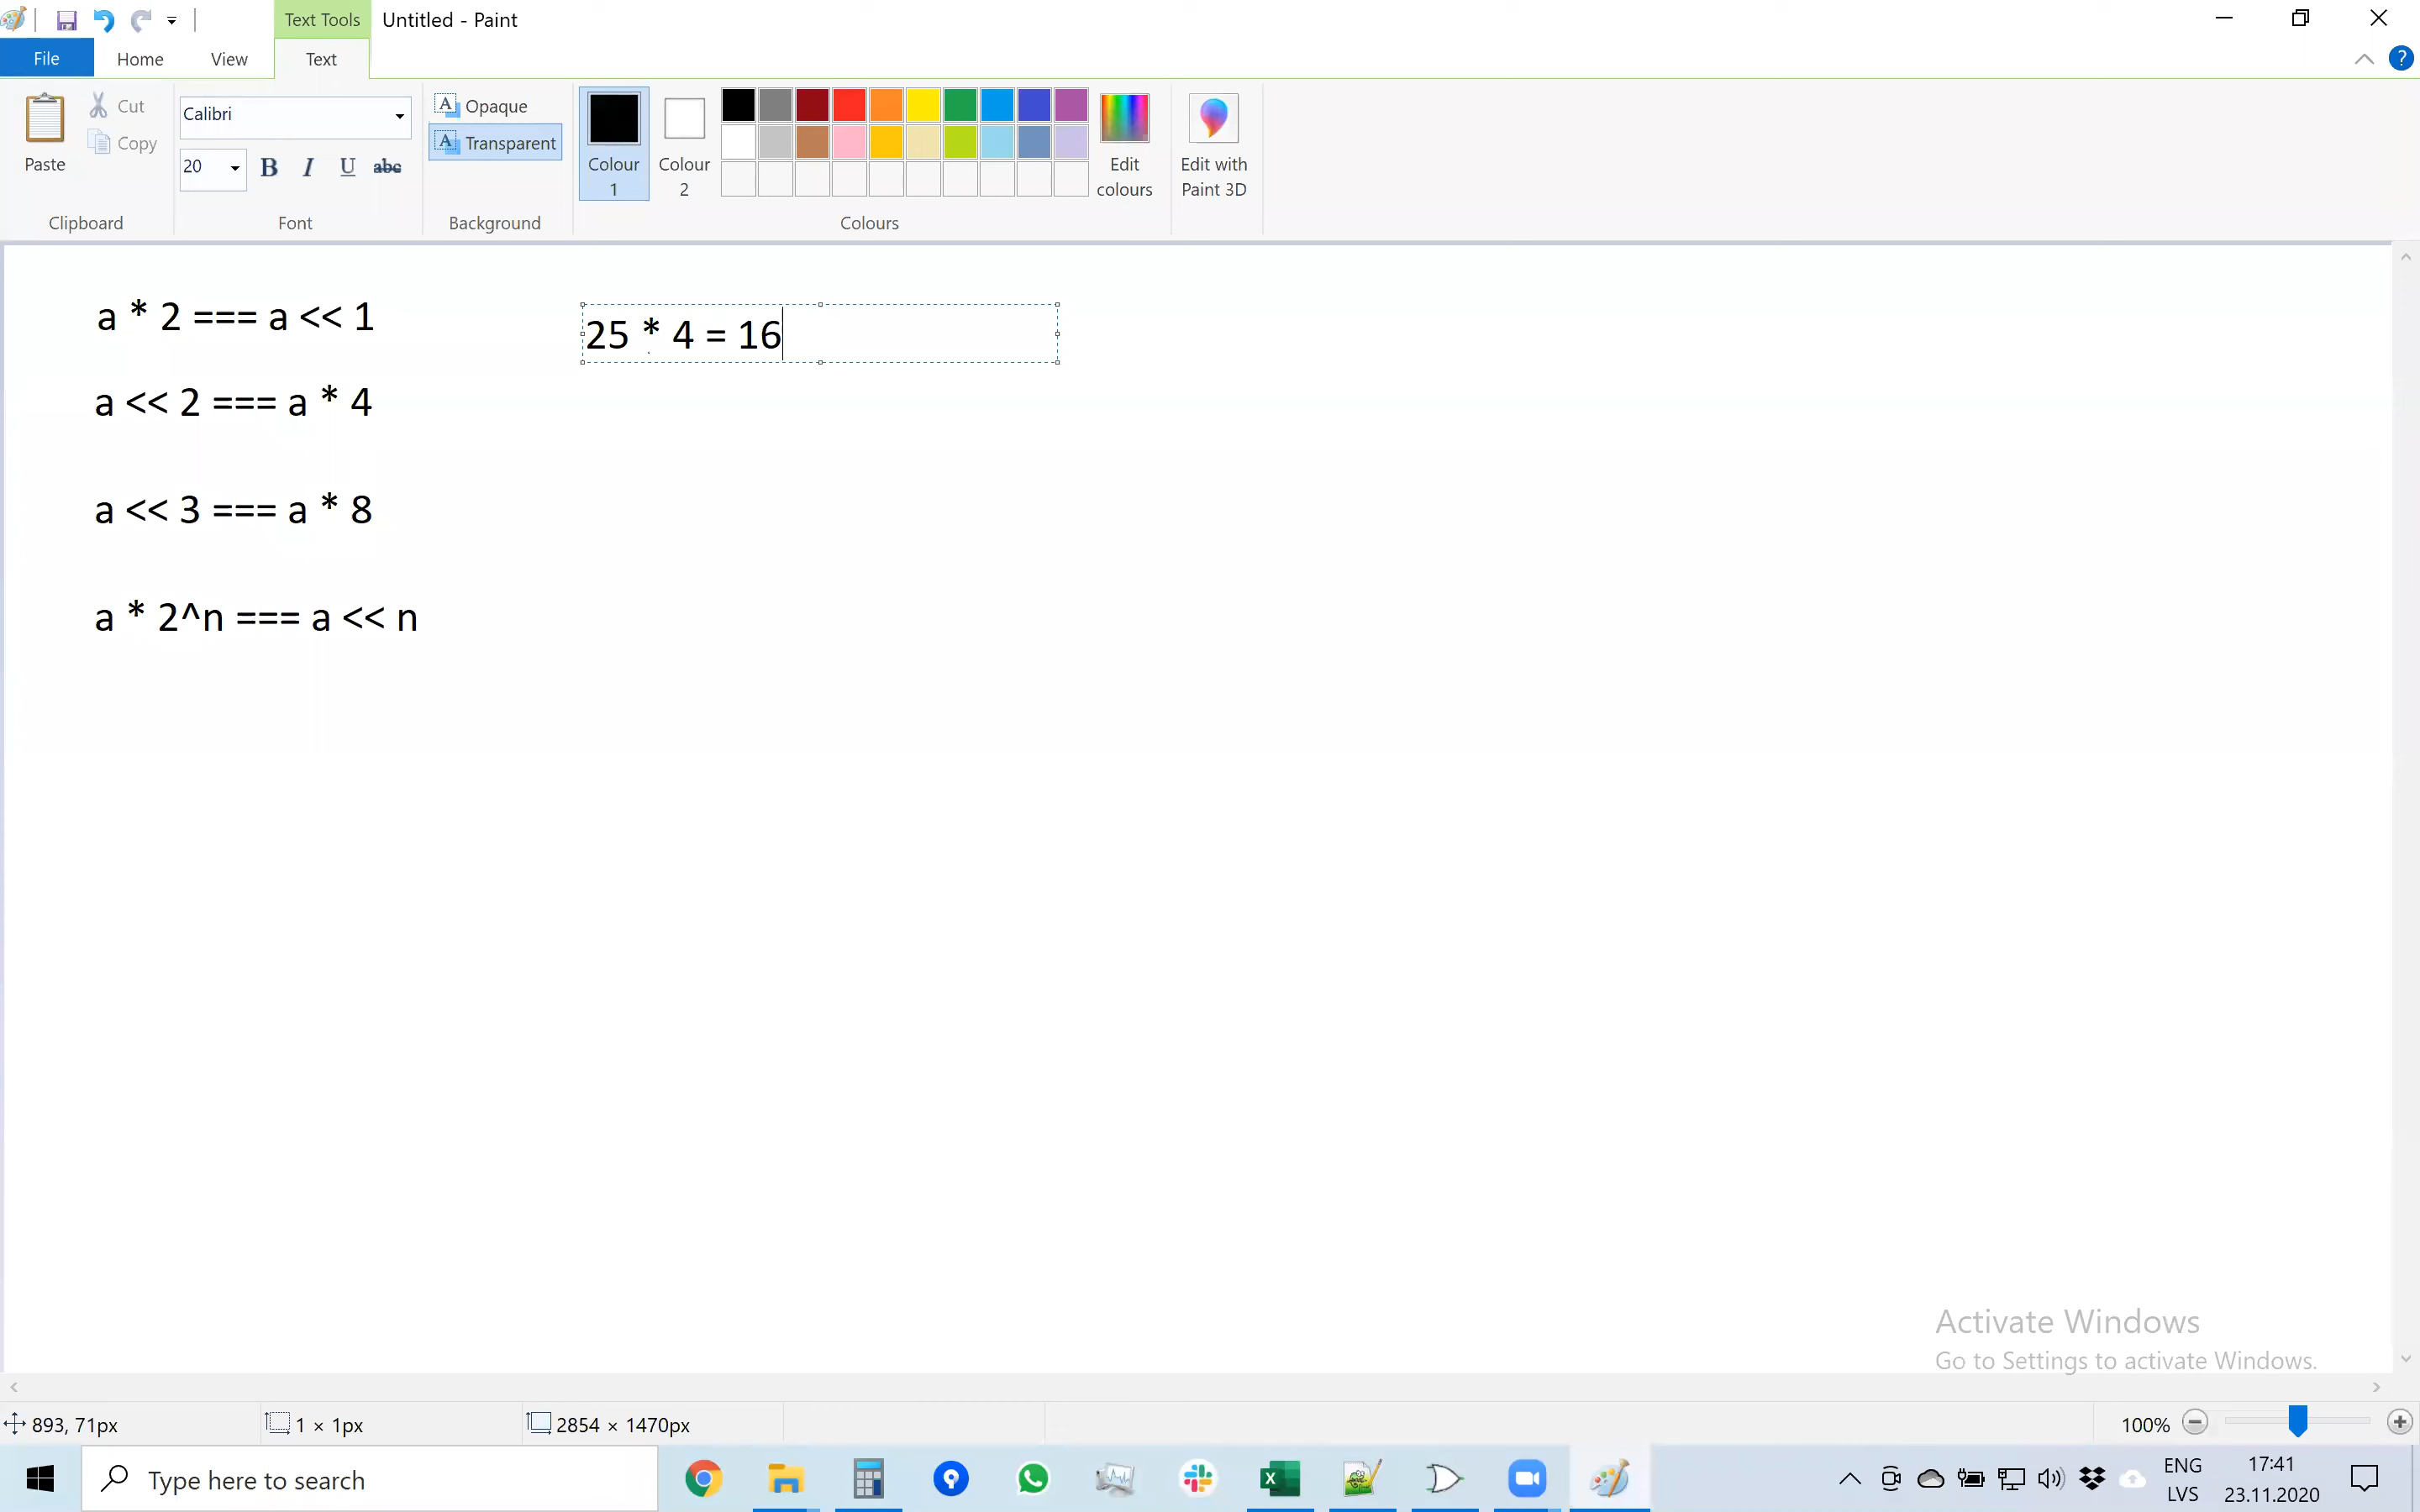 Text Tools
Untitled - Paint
File
Home
View
Text
Paste
Cut
Copy
Clipboard
Calibri
20
B I U abc
Font
A Opaque
A Transparent
Background
Colour 1
Colour 2
Edit colours
Colours
Edit with Paint 3D
?
a * 2 === a << 1
25 * 4 = 16
a << 2 === a * 4
a << 3 === a * 8
a * 2^n === a << n
Activate Windows
Go to Settings to activate Windows.
893, 71px
1 × 1px
2854 × 1470px
100%
Type here to search
ENG
LVS
17:41
23.11.2020